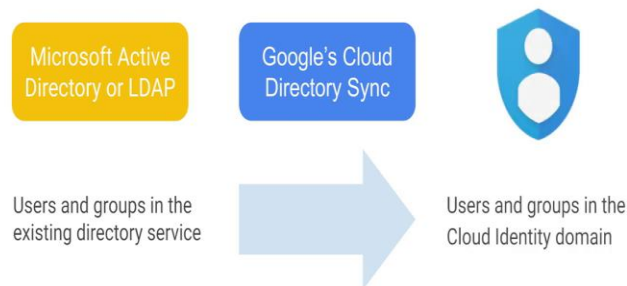 Microsoft Active
Directory or LDAP
Google's Cloud
Directory Sync
Users and groups in the
existing directory service
Users and groups in the
Cloud Identity domain